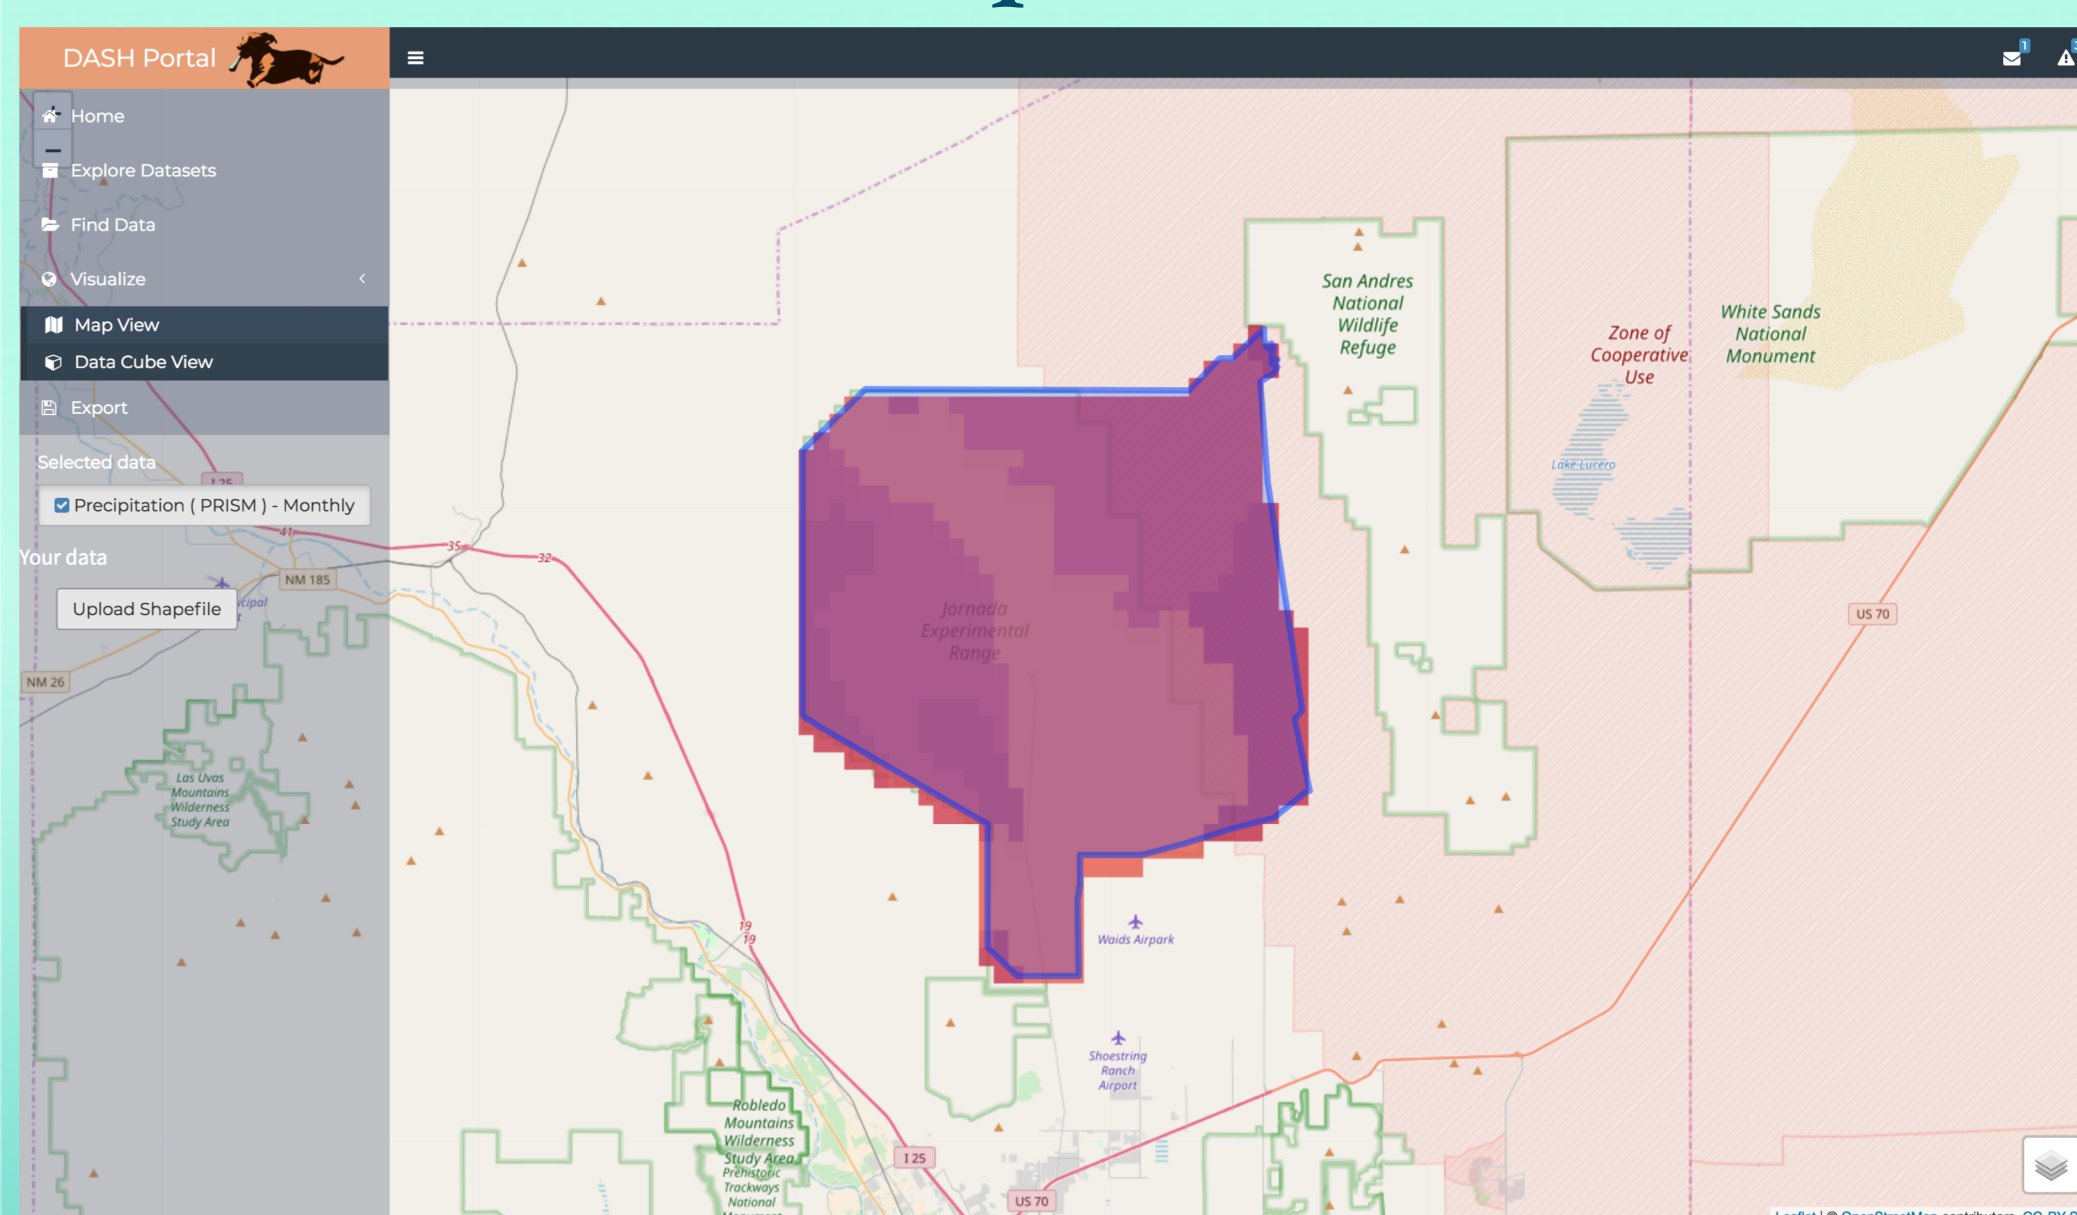 DASH Portal
1
Home
Explore Datasets
Find Data
Visualize
Map View
Data Cube View
Export
Selected data
I 25
Precipitation ( PRISM ) - Monthly
41
35
32
Your data
NM 185
Upload Shapefile
NM 26
Las Uvas
Mountains
Wilderness
Study Area
San Andres
National
Wildlife
Refuge
Zone of
Cooperative
Use
White Sands
National
Monument
Lake Lucero
US 70
Jornada
Experimental
Range
19
19
Waids Airpark
Shoestring
Ranch
Airport
Robledo
Mountains
Wilderness
Study Area
Prehistoric
Trackways
National
I 25
US 70